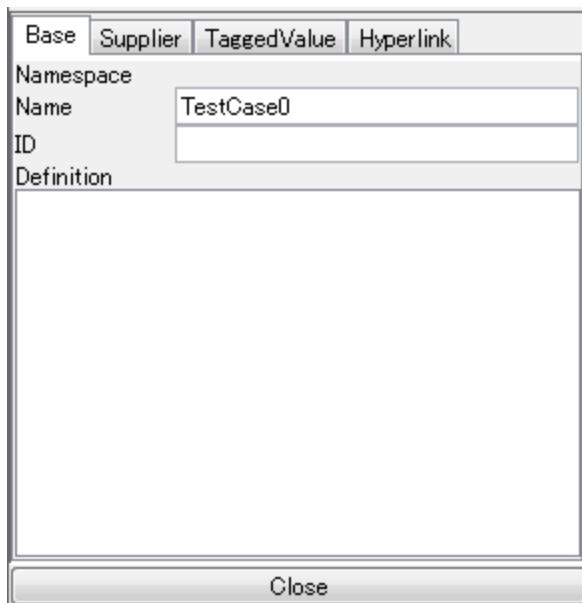 Base Supplier TaggedValue Hyperlink
Namespace
Name TestCase0
ID
Definition
Close